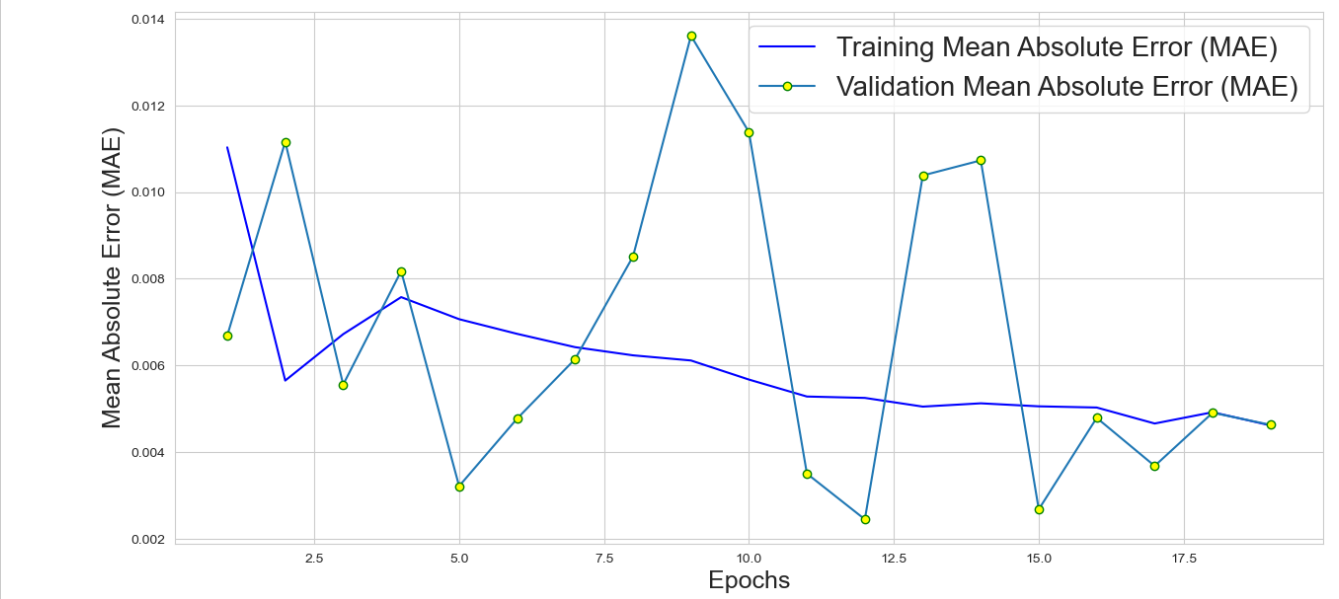 0.014
0.012
0.010
0.008
0.006
0.004
0.002
Mean Absolute Error (MAE)
Training Mean Absolute Error (MAE)
Validation Mean Absolute Error (MAE)
2.5 5.0 7.5 10.0 12.5 15.0 17.5
Epochs